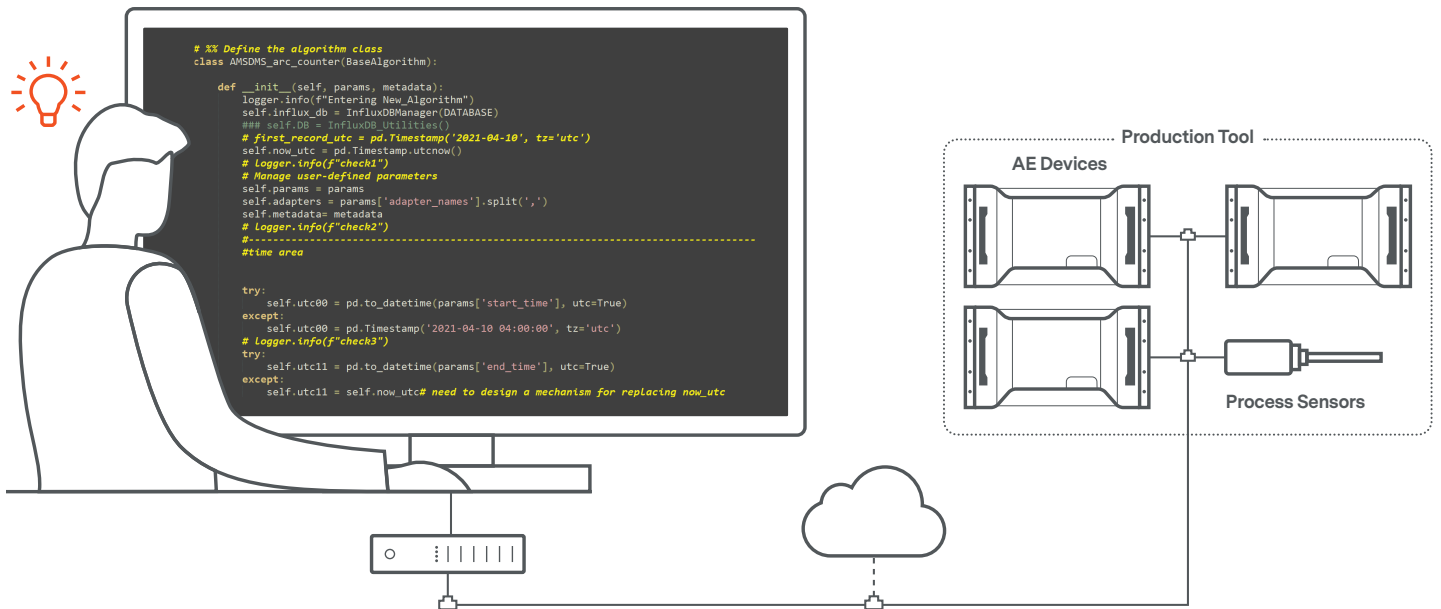 # %% Define the algorithm class
class AMSDMS_arc_counter(BaseAlgorithm):
def __init__(self, params, metadata):
logger.info(f"Entering New_Algorithm")
self.influx_db = InfluxDBManager(DATABASE)
### self.DB = InfluxDB_Utilities()
# first_record_utc = pd.Timestamp('2021-04-10', tz='utc')
self.now_utc = pd.Timestamp.utcnow()
# logger.info(f"check1")
# Manage user-defined parameters
self.params = params
self.adapters = params['adapter_names'].split(',')
self.metadata= metadata
# logger.info(f"check2")
#-----------------------------------------------------------------------------
#time area
try:
self.utc00 = pd.to_datetime(params['start_time'], utc=True)
except:
self.utc00 = pd.Timestamp('2021-04-10 04:00:00', tz='utc')
# logger.info(f"check3")
try:
self.utc11 = pd.to_datetime(params['end_time'], utc=True)
except:
self.utc11 = self.now_utc# need to design a mechanism for replacing now_utc
Production Tool
AE Devices
Process Sensors